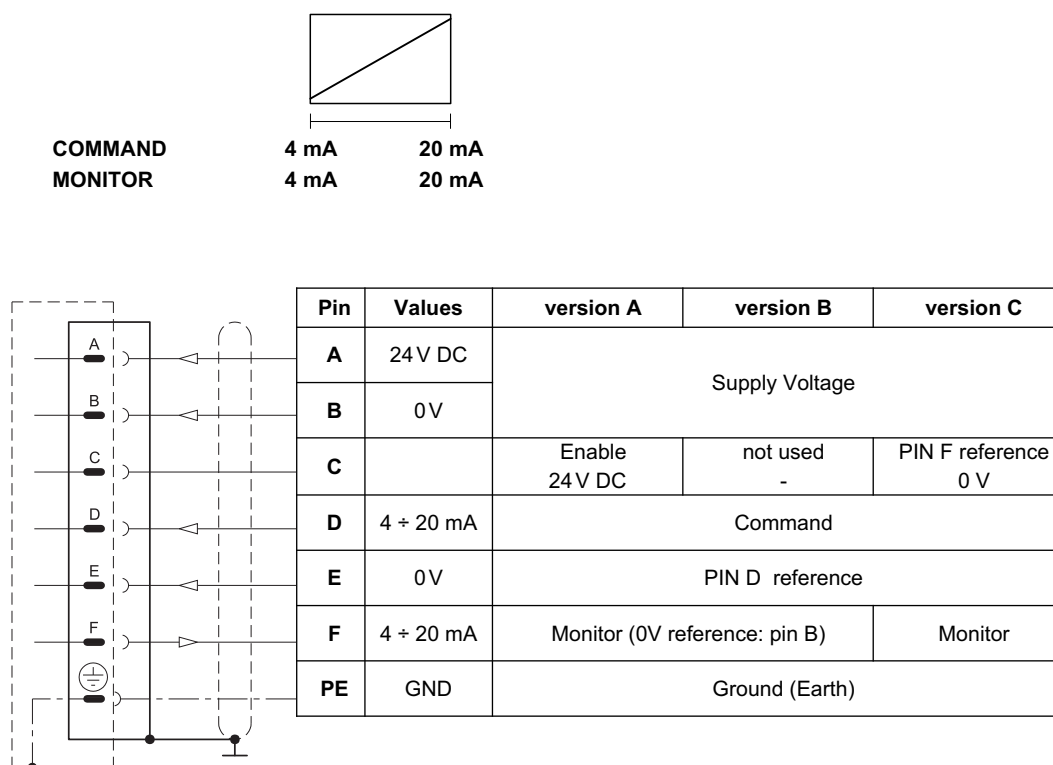 COMMAND 4 mA 20 mA
MONITOR 4 mA 20 mA
Pin Values version A version B version C
A A 24 V DC
Supply Voltage
B B 0 V
C C Enable not used PIN F reference
24 V DC - 0 V
D D 4 ÷ 20 mA Command
E E 0 V PIN D reference
F F 4 ÷ 20 mA Monitor (0V reference: pin B) Monitor
PE GND Ground (Earth)